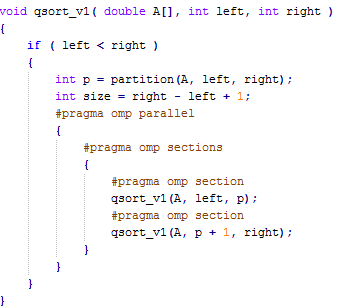 void qsort_v1( double A[], int left, int right )
{
    if ( left < right )
    {
        int p = partition(A, left, right);
        int size = right - left + 1;
        #pragma omp parallel
        {
            #pragma omp sections
            {
                #pragma omp section
                qsort_v1(A, left, p);
                #pragma omp section
                qsort_v1(A, p + 1, right);
            }
        }
    }
}